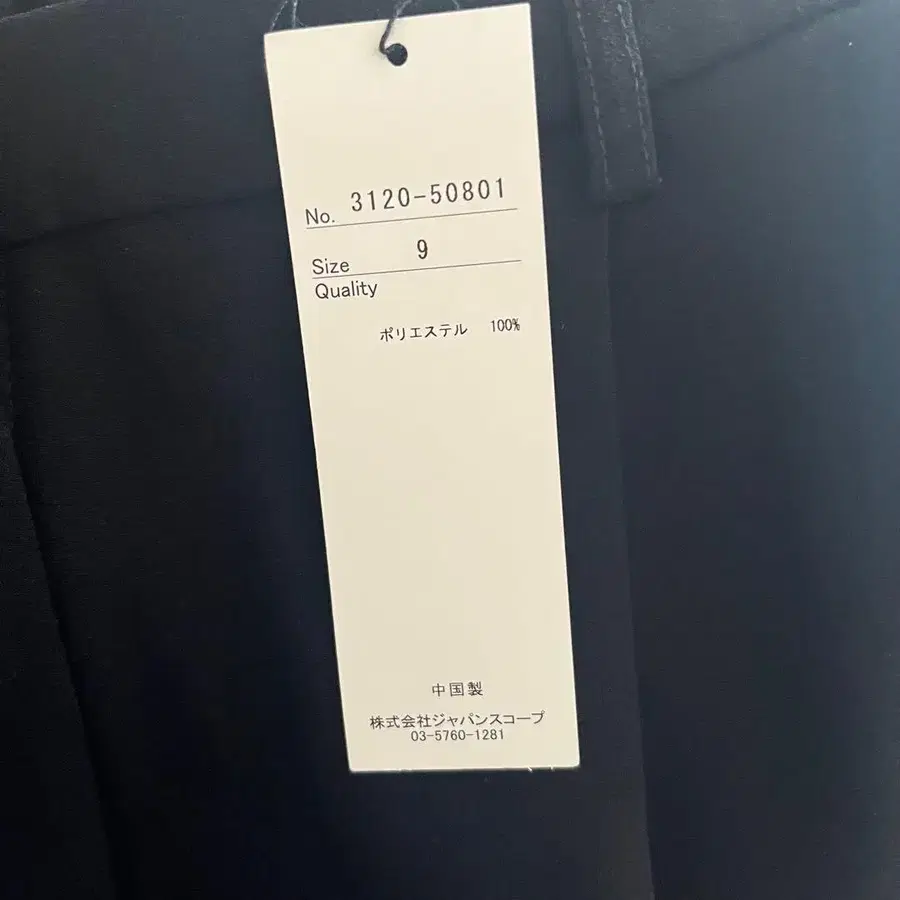 No. 3120-50801
Size 9
Quality
ポリエステル 100%
中国製
株式会社ジャパンスコープ
03-5760-1281